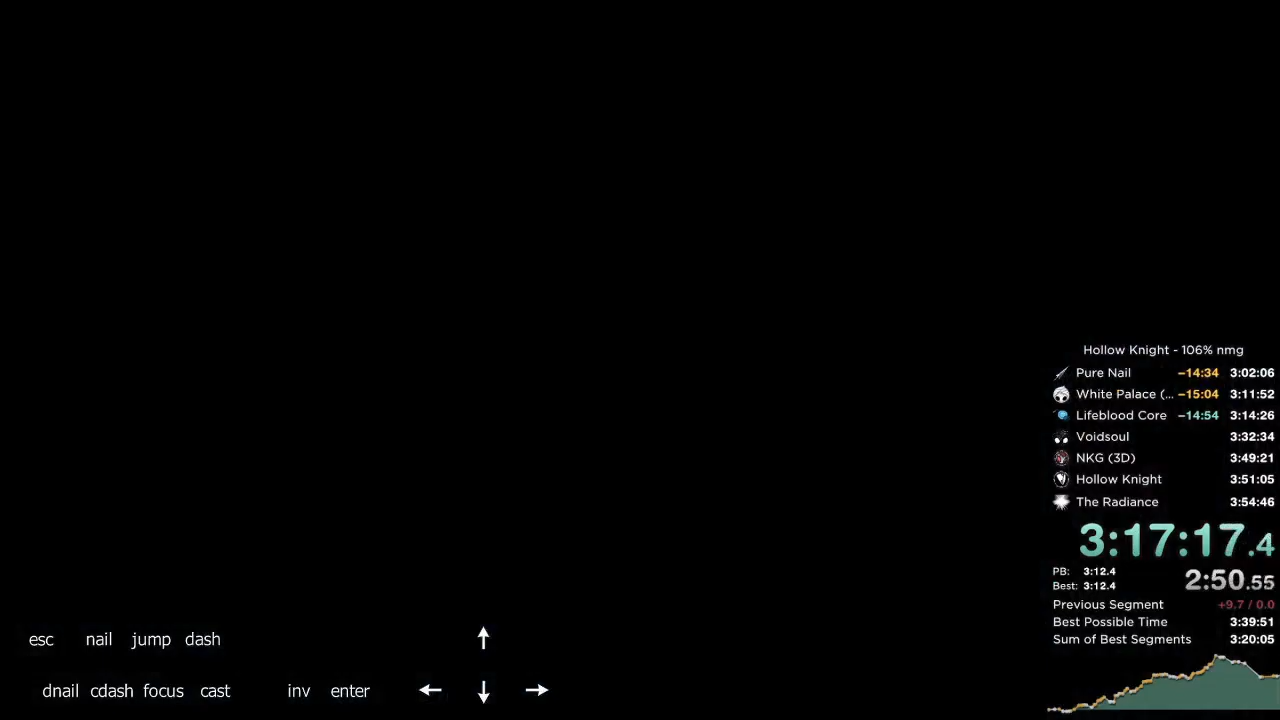 Hollow Knight - 106% nmg
Pure Nail −14:34 3:02:06
White Palace (... −15:04 3:11:52
Lifeblood Core −14:54 3:14:26
Voidsoul 3:32:34
NKG (3D) 3:49:21
Hollow Knight 3:51:05
The Radiance 3:54:46
3:17:17.4
PB: 3:12.4
Best: 3:12.4
2:50.55
Previous Segment +9.7 / 0.0
Best Possible Time 3:39:51
Sum of Best Segments 3:20:05
esc nail jump dash ↑
dnail cdash focus cast inv enter ← ↓ →